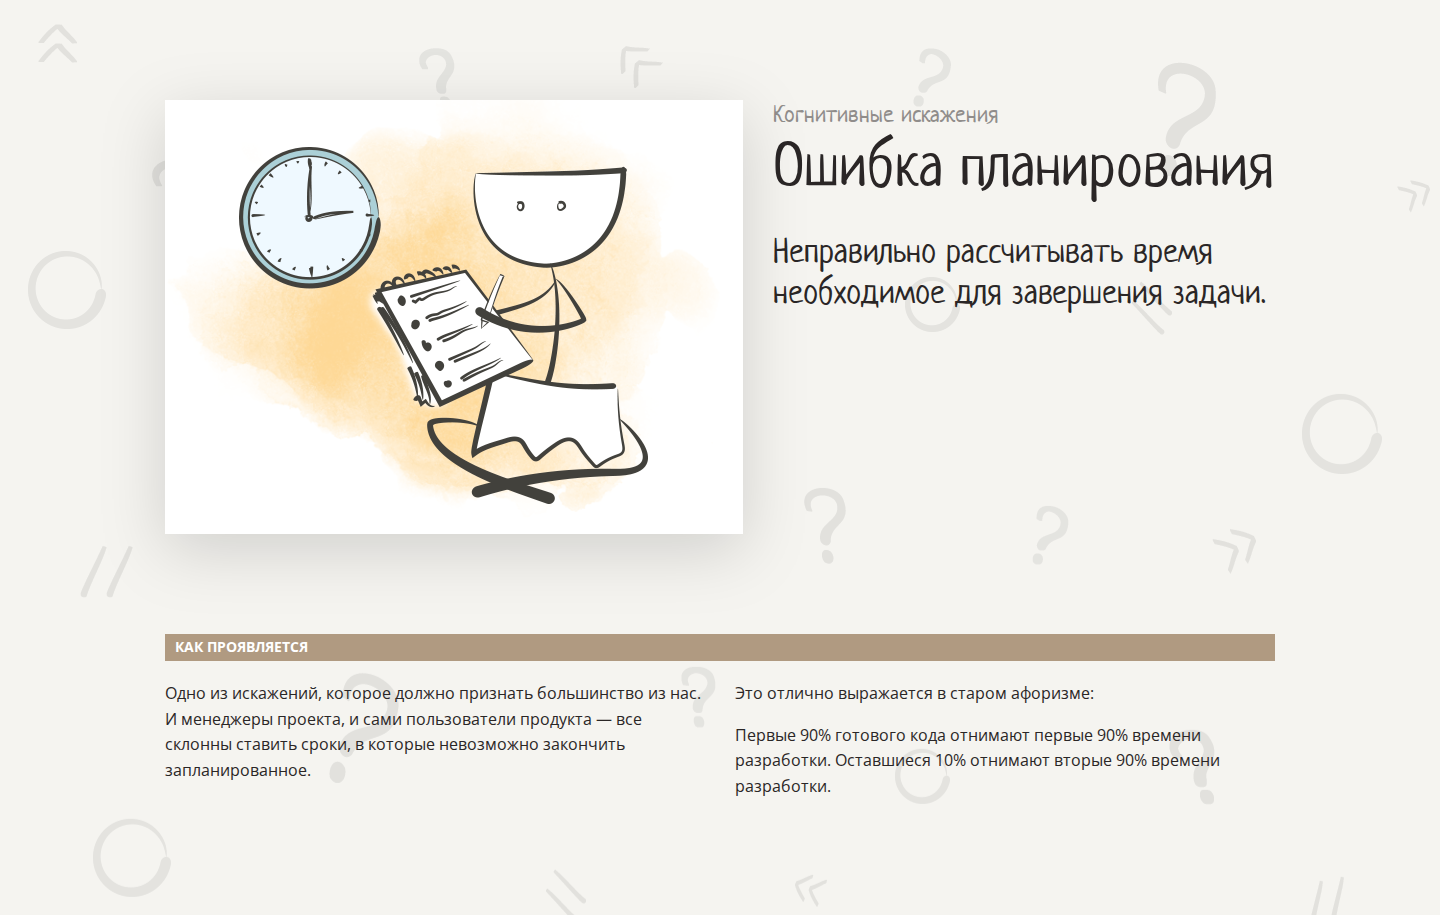 Когнитивные искажения
Ошибка планирования
Неправильно рассчитывать время
необходимое для завершения задачи.
КАК ПРОЯВЛЯЕТСЯ
Одно из искажений, которое должно признать большинство из нас.
И менеджеры проекта, и сами пользователи продукта — все
склонны ставить сроки, в которые невозможно закончить
запланированное.
Это отлично выражается в старом афоризме:
Первые 90% готового кода отнимают первые 90% времени
разработки. Оставшиеся 10% отнимают вторые 90% времени
разработки.